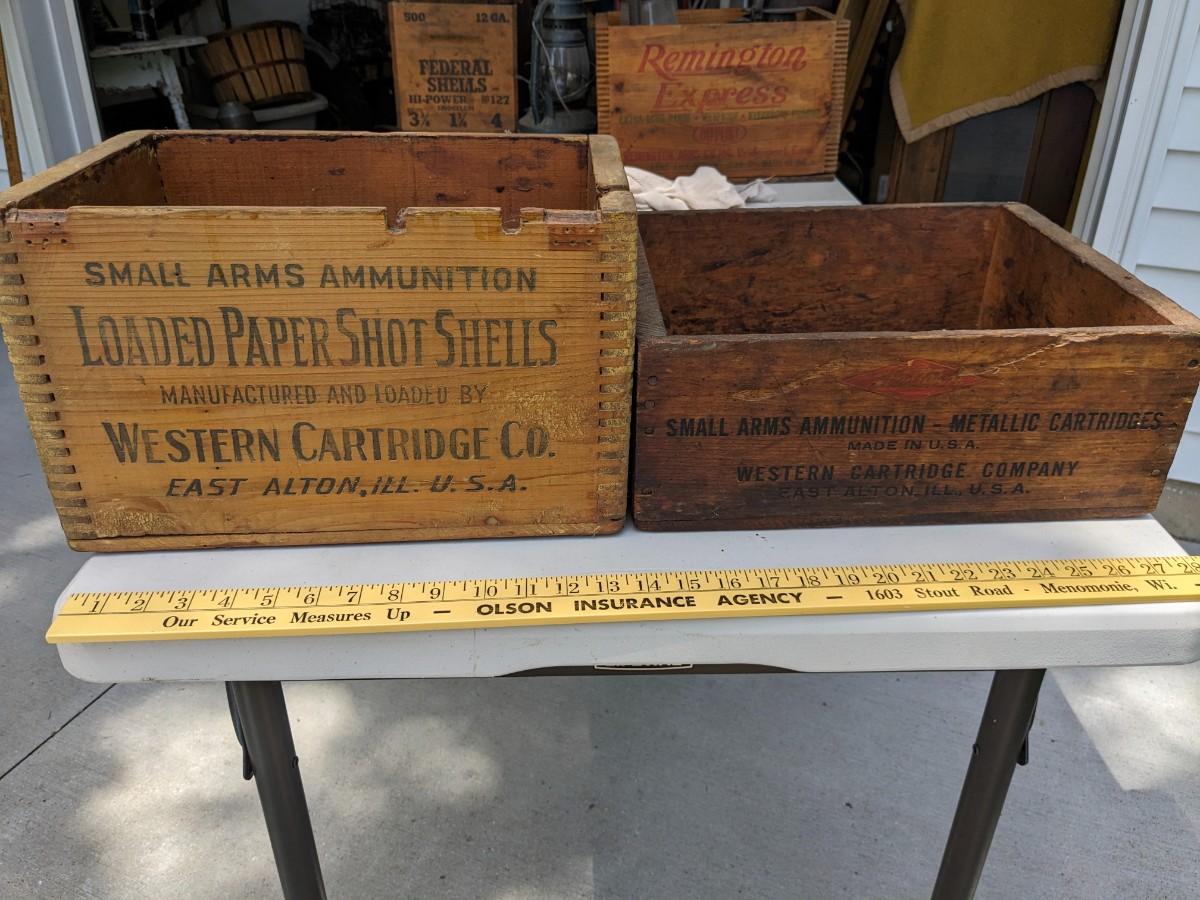 500 12 GA.
FEDERAL
SHELLS
HI-POWER
3¾ 1¼ 4
Remington
Express
SMALL ARMS AMMUNITION
LOADED PAPER SHOT SHELLS
MANUFACTURED AND LOADED BY
WESTERN CARTRIDGE CO.
EAST ALTON, ILL. U.S.A.
SMALL ARMS AMMUNITION - METALLIC CARTRIDGES
MADE IN U.S.A.
WESTERN CARTRIDGE COMPANY
EAST ALTON, ILL., U.S.A.
1 2 3 4 5 6 7 8 9 10 11 12 13 14 15 16 17 18 19 20 21 22 23 24 25 26 27 28
Our Service Measures Up — OLSON INSURANCE AGENCY — 1603 Stout Road - Menomonie, Wi.